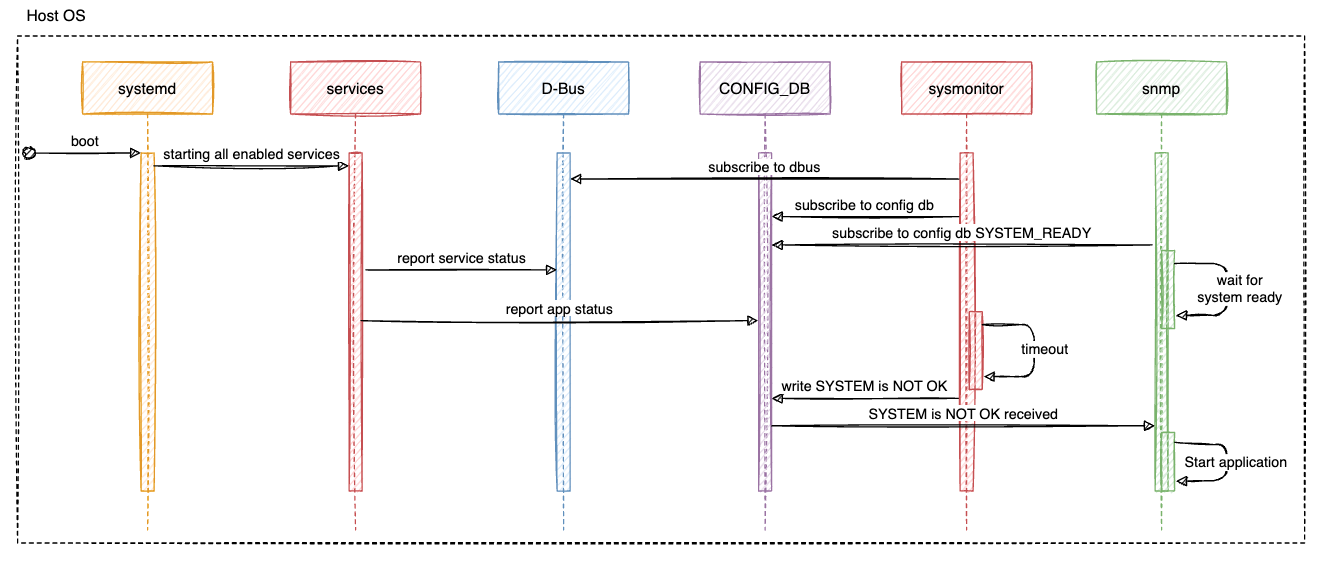 Host OS
systemd
services
D-Bus
CONFIG_DB
sysmonitor
snmp
boot
starting all enabled services
subscribe to dbus
subscribe to config db
subscribe to config db SYSTEM_READY
report service status
wait for
system ready
report app status
timeout
write SYSTEM is NOT OK
SYSTEM is NOT OK received
Start application